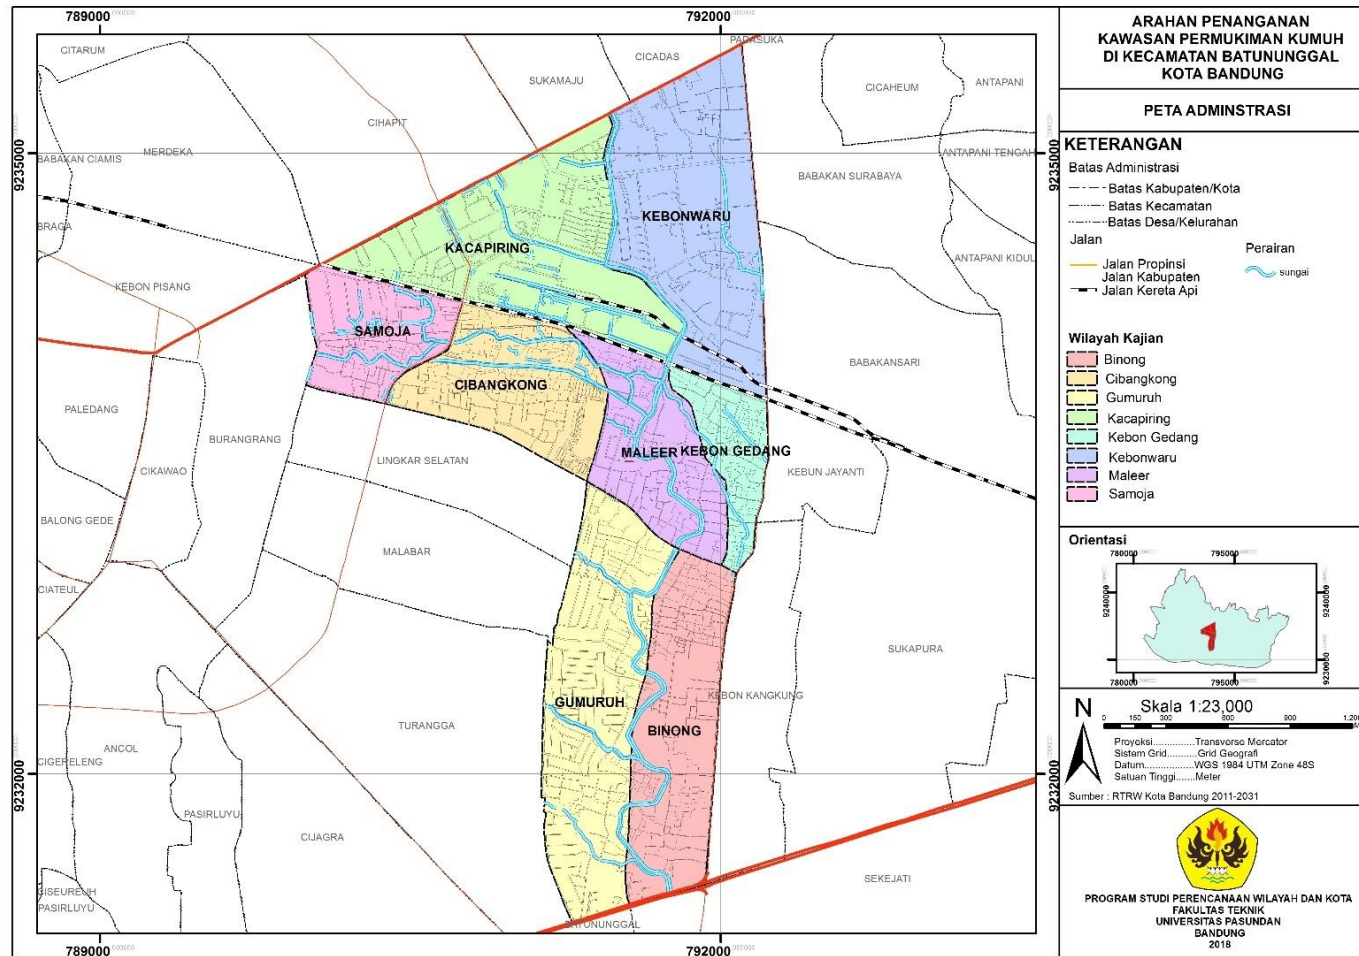 789000
792000
CITARUM
CICADAS
PADASUKA
SUKAMAJU
CICAHEUM
ANTAPANI
CIHAPIT
9235000
MERDEKA
BABAKAN CIAMIS
ANTAPANI TENGAH
9235000
BABAKAN SURABAYA
BRAGA
KEBONWARU
KACAPIRING
ANTAPANI KIDUL
KEBON PISANG
SAMOJA
BABAKANSARI
CIBANGKONG
PALEDANG
BURANGRANG
MALEER
KEBON GEDANG
LINGKAR SELATAN
KEBUN JAYANTI
CIKAWAO
BALONG GEDE
MALABAR
CIATEUL
SUKAPURA
KEBON KANGKUNG
GUMURUH
TURANGGA
BINONG
ANCOL
CIGERELENG
9232000
9232000
PASIRLUYU
CIJAGRA
SEKEJATI
CISEUREUH
PASIRLUYU
BATUNUNGGAL
789000
792000
ARAHAN PENANGANAN
KAWASAN PERMUKIMAN KUMUH
DI KECAMATAN BATUNUNGGAL
KOTA BANDUNG
PETA ADMINSTRASI
KETERANGAN
Batas Administrasi
Batas Kabupaten/Kota
Batas Kecamatan
Batas Desa/Kelurahan
Jalan
Jalan Propinsi
Jalan Kabupaten
Jalan Kereta Api
Perairan
sungai
Wilayah Kajian
Binong
Cibangkong
Gumuruh
Kacapiring
Kebon Gedang
Kebonwaru
Maleer
Samoja
Orientasi
780000
795000
9240000
9240000
9230000
780000
795000
N
Skala 1:23,000
0 150 300 600 900 1.200
Proyeksi..............Transverse Mercator
Sistem Grid.........Grid Geografi
Datum..................WGS 1984 UTM Zone 48S
Satuan Tinggi......Meter
Sumber : RTRW Kota Bandung 2011-2031
PROGRAM STUDI PERENCANAAN WILAYAH DAN KOTA
FAKULTAS TEKNIK
UNIVERSITAS PASUNDAN
BANDUNG
2018